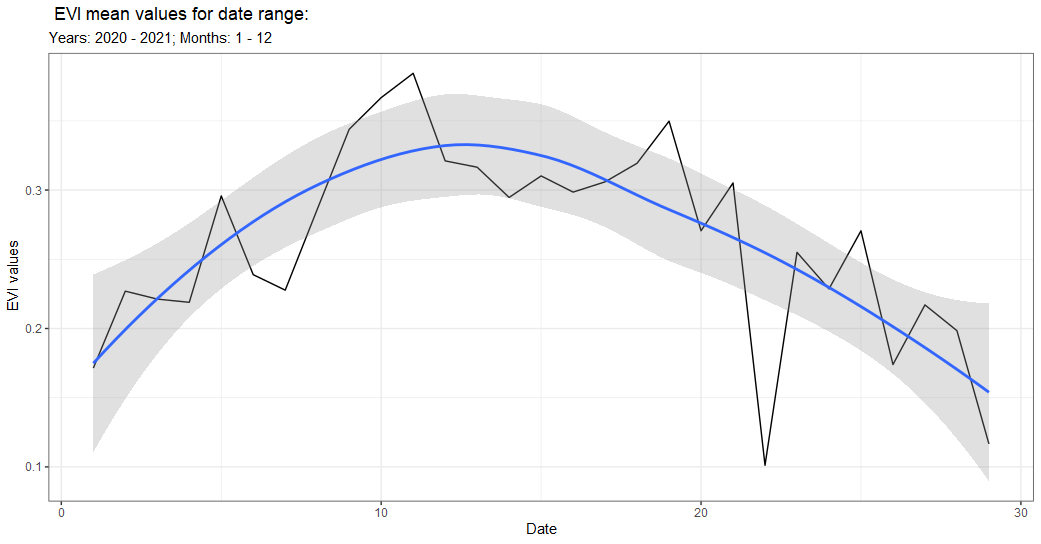 EVI mean values for date range:
Years: 2020 - 2021; Months: 1 - 12
EVI values
0.3
0.2
0.1
0
10
20
30
Date